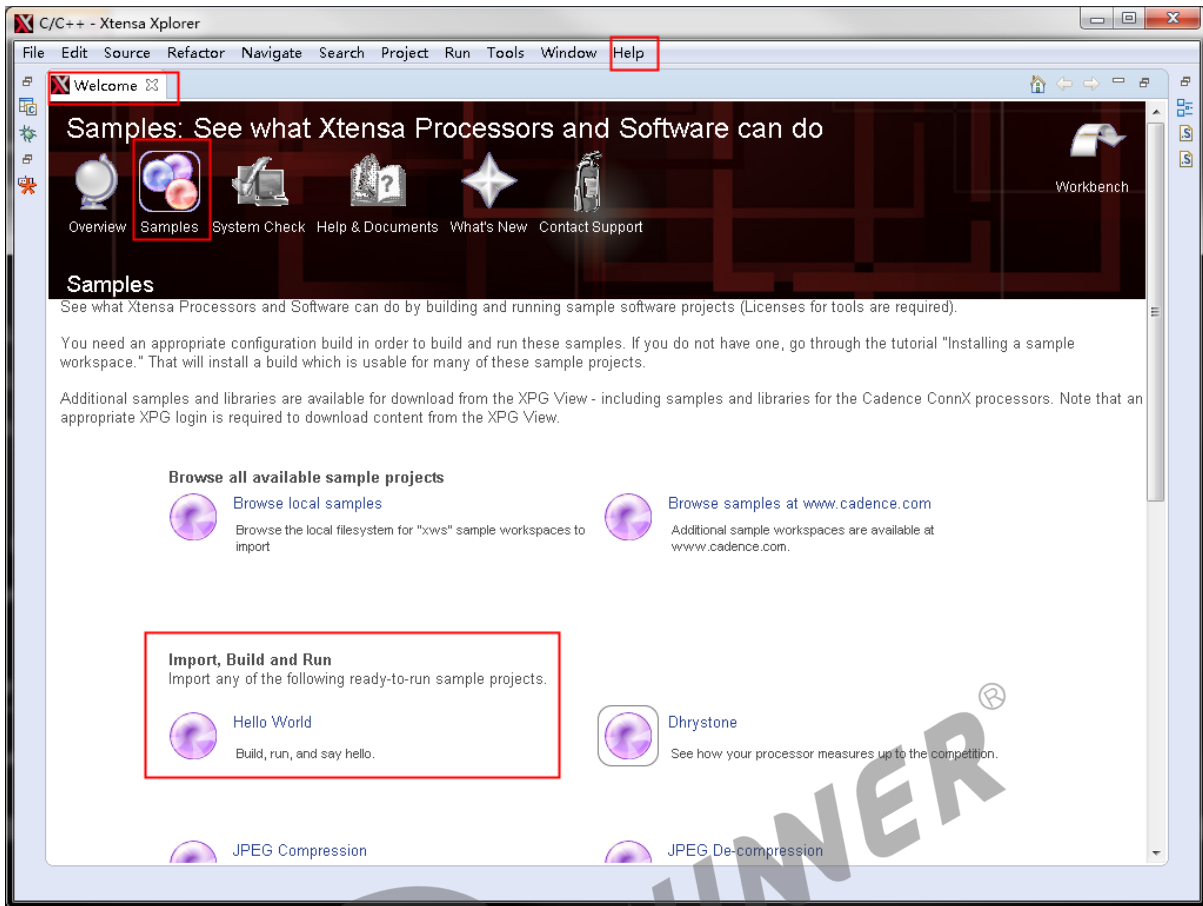 C/C++ - Xtensa Xplorer
File Edit Source Refactor Navigate Search Project Run Tools Window Help
Welcome
Samples: See what Xtensa Processors and Software can do
Workbench
Overview Samples System Check Help & Documents What's New Contact Support
Samples
See what Xtensa Processors and Software can do by building and running sample software projects (Licenses for tools are required).
You need an appropriate configuration build in order to build and run these samples. If you do not have one, go through the tutorial "Installing a sample
workspace." That will install a build which is usable for many of these sample projects.
Additional samples and libraries are available for download from the XPG View - including samples and libraries for the Cadence ConnX processors. Note that an
appropriate XPG login is required to download content from the XPG View.
Browse all available sample projects
Browse local samples
Browse the local filesystem for "xws" sample workspaces to
import
Browse samples at www.cadence.com
Additional sample workspaces are available at
www.cadence.com.
Import, Build and Run
Import any of the following ready-to-run sample projects.
Hello World
Build, run, and say hello.
Dhrystone
See how your processor measures up to the competition.
JPEG Compression
JPEG De-compression